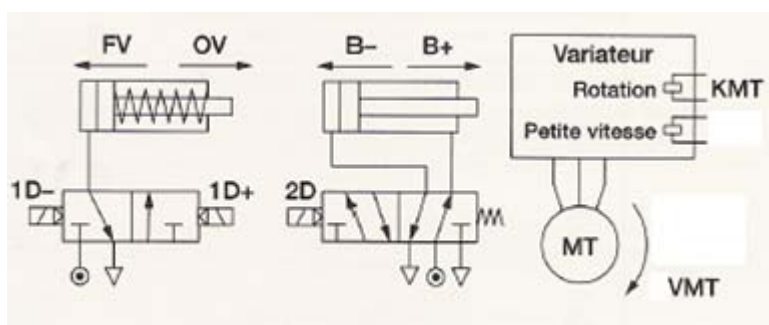 FV OV
B- B+
Variateur
Rotation KMT
Petite vitesse
1D- 1D+
2D
MT
VMT